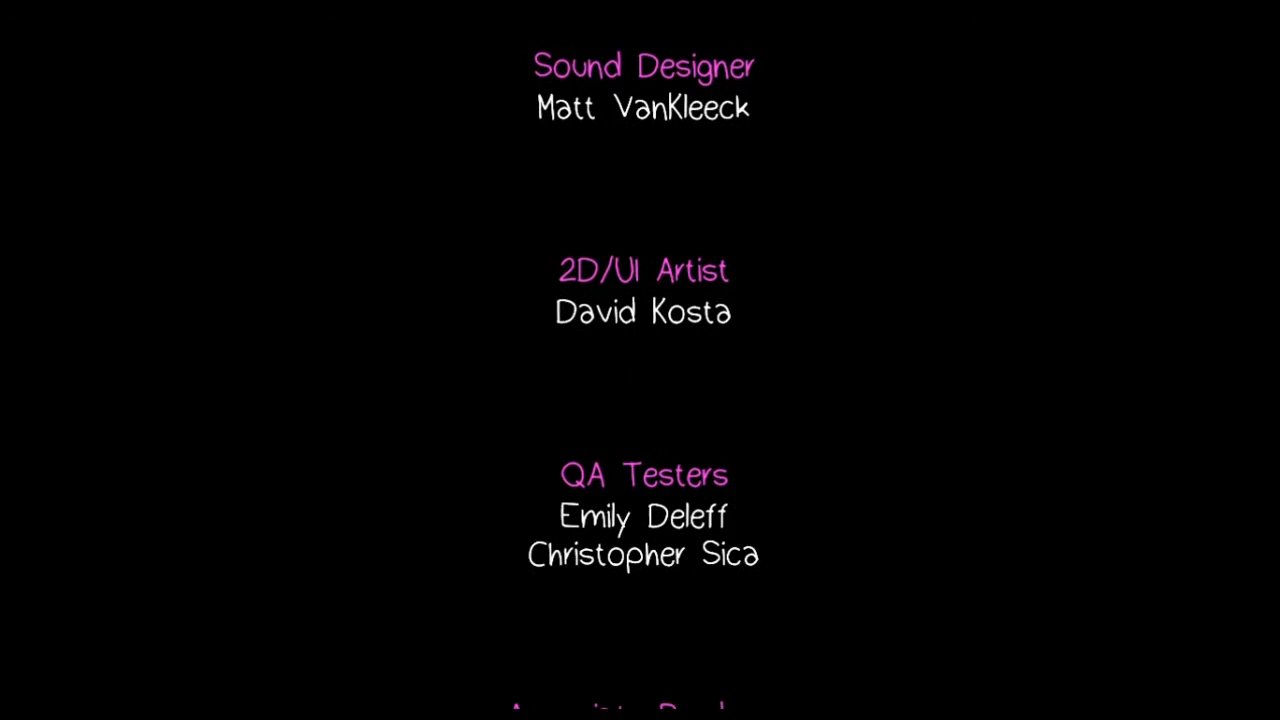 Sound Designer
Matt VanKleeck
2D/UI Artist
David Kosta
QA Testers
Emily Deleff
Christopher Sica